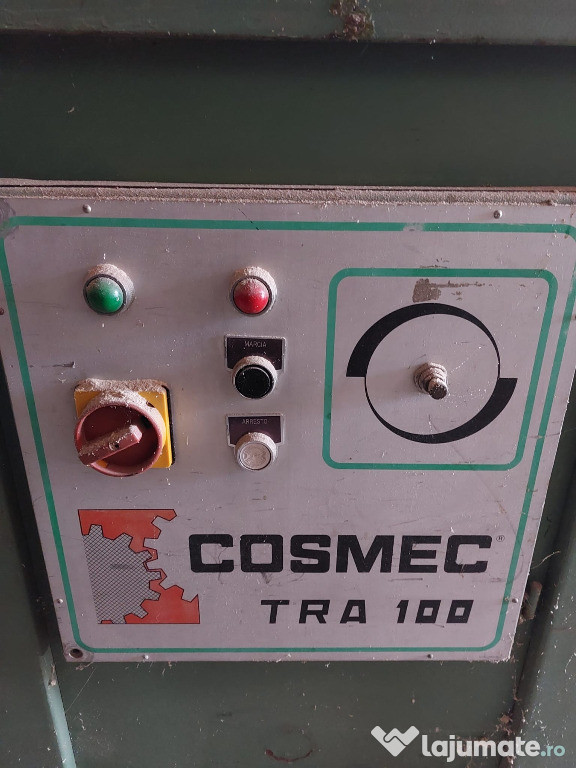 MARCIA
ARRESTO
COSMEC®
TRA 100
lajumate.ro